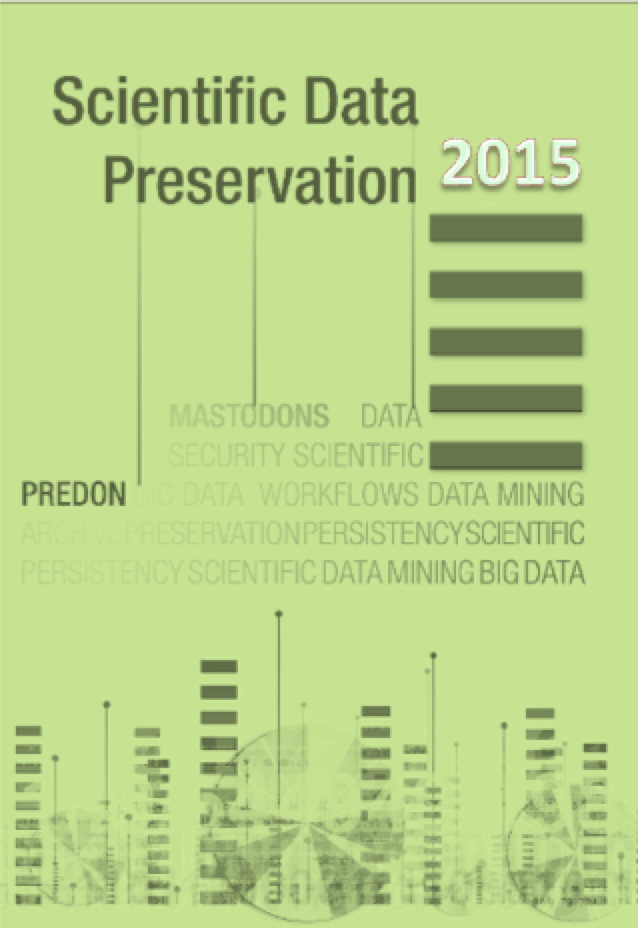 Scientific Data
Preservation 2015
MASTODONS DATA
SECURITY SCIENTIFIC
PREDON BIG DATA WORKFLOWS DATA MINING
ARCHIVE PRESERVATION PERSISTENCY SCIENTIFIC
PERSISTENCY SCIENTIFIC DATA MINING BIG DATA